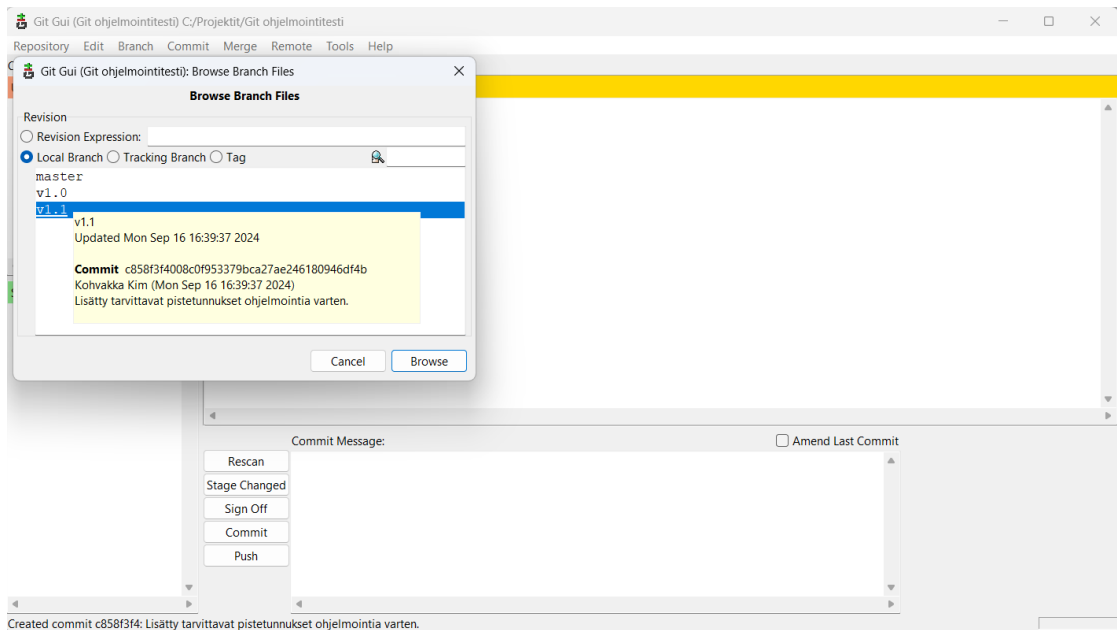 Git Gui (Git ohjelmointitesti) C:/Projektit/Git ohjelmointitesti
Repository Edit Branch Commit Merge Remote Tools Help
Git Gui (Git ohjelmointitesti): Browse Branch Files
Browse Branch Files
Revision
Revision Expression:
Local Branch Tracking Branch Tag
master
v1.0
v1.1
v1.1
Updated Mon Sep 16 16:39:37 2024
Commit c858f3f4008c0f953379bca27ae246180946df4b
Kohvakka Kim (Mon Sep 16 16:39:37 2024)
Lisätty tarvittavat pistetunnukset ohjelmointia varten.
Cancel Browse
Commit Message:
Amend Last Commit
Rescan
Stage Changed
Sign Off
Commit
Push
Created commit c858f3f4: Lisätty tarvittavat pistetunnukset ohjelmointia varten.